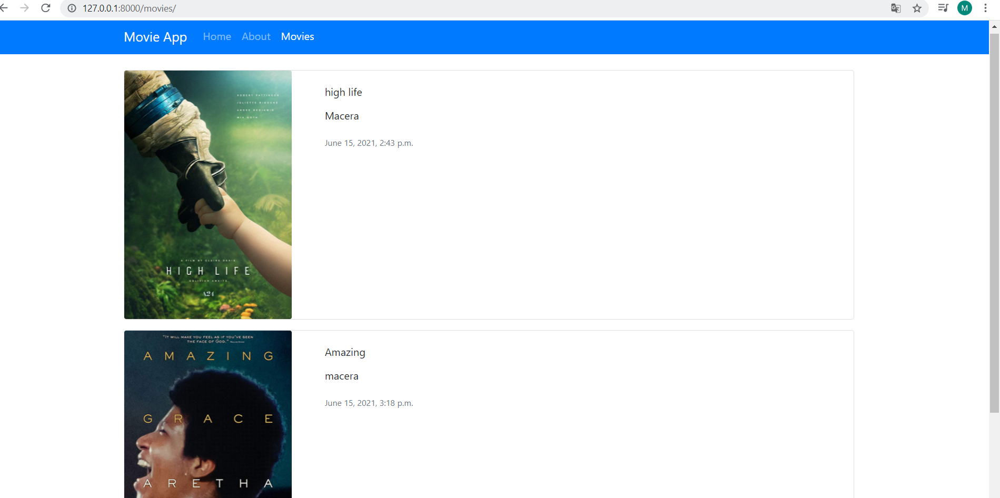 127.0.0.1:8000/movies/
M
Movie App
Home
About
Movies
ROBERT PATTINSON
JULIETTE BINOCHE
ANDRE BENJAMIN
MIA GOTH
A FILM BY CLAIRE DENIS
HIGH LIFE
OBLIVION AWAITS
A24
high life
Macera
June 15, 2021, 2:43 p.m.
"IT WILL MAKE YOU FEEL AS IF YOU'VE SEEN
THE FACE OF GOD."
AMAZING
GRACE
ARETHA
Amazing
macera
June 15, 2021, 3:18 p.m.